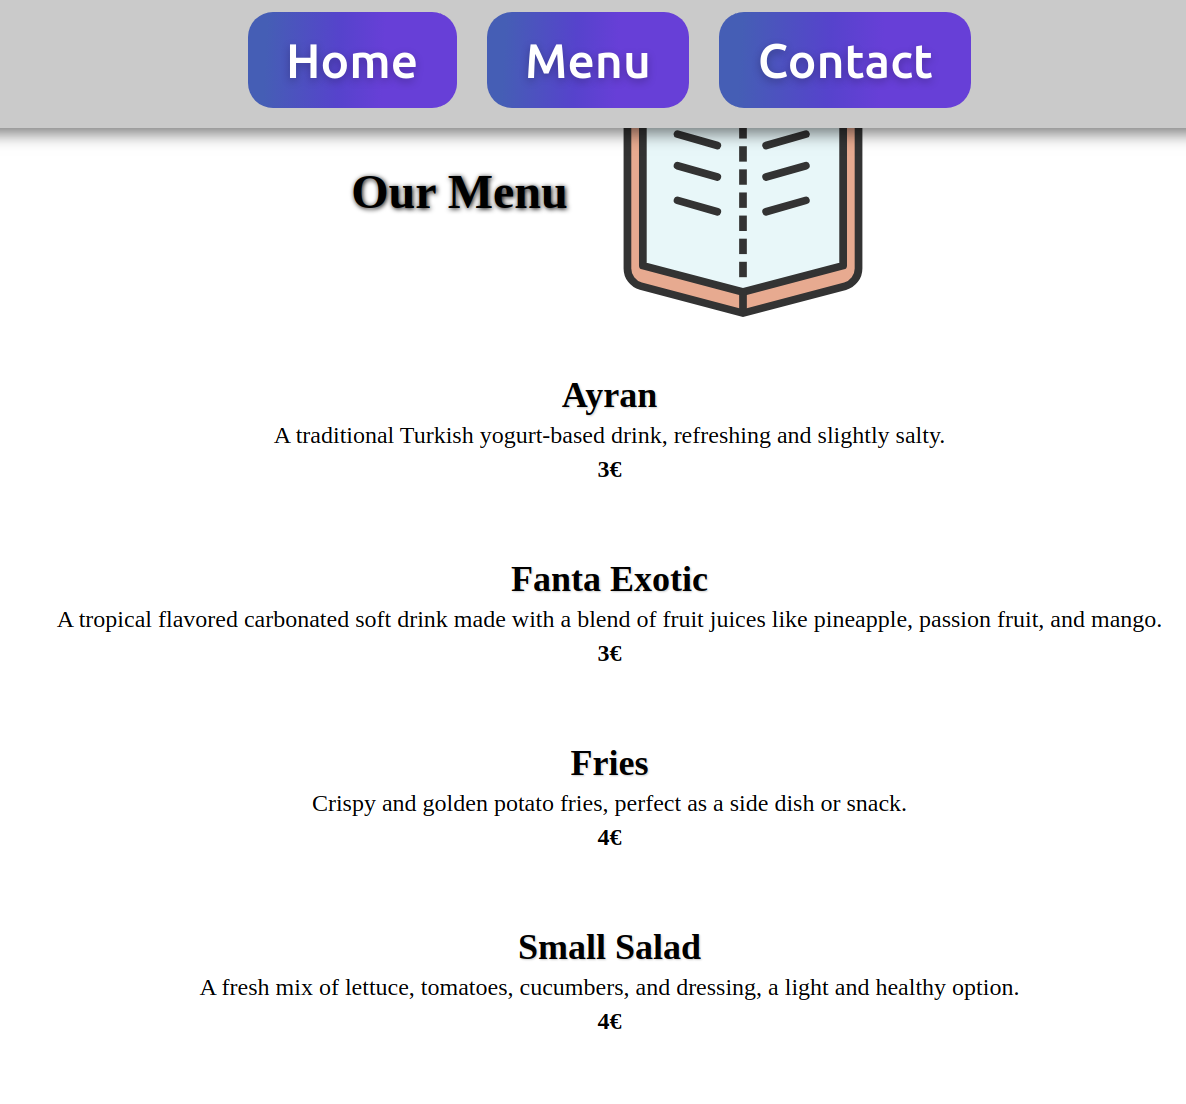 Home Menu Contact
Our Menu
Ayran
A traditional Turkish yogurt-based drink, refreshing and slightly salty.
3€
Fanta Exotic
A tropical flavored carbonated soft drink made with a blend of fruit juices like pineapple, passion fruit, and mango.
3€
Fries
Crispy and golden potato fries, perfect as a side dish or snack.
4€
Small Salad
A fresh mix of lettuce, tomatoes, cucumbers, and dressing, a light and healthy option.
4€